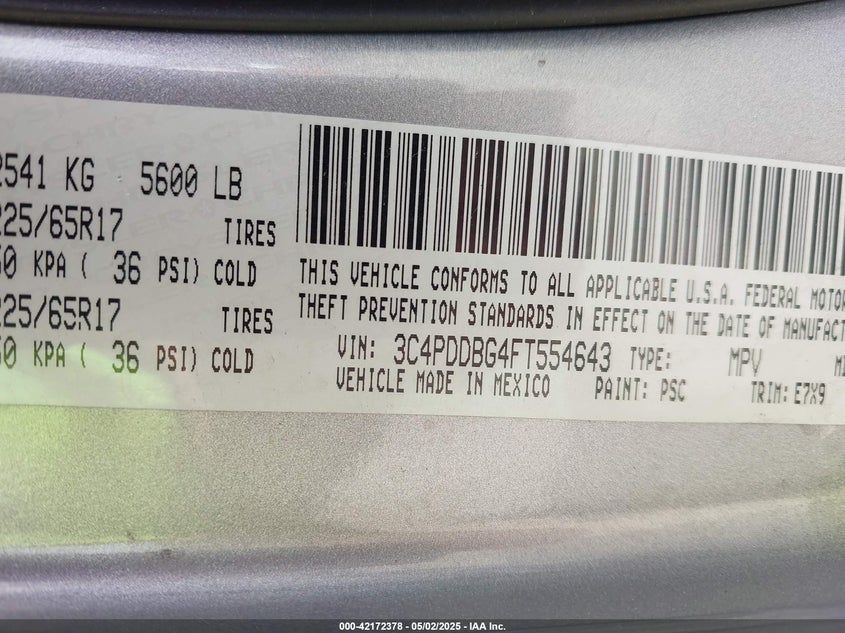 2541 KG 5600 LB
225/65R17 TIRES
50 KPA ( 36 PSI) COLD
225/65R17 TIRES
50 KPA ( 36 PSI) COLD
THIS VEHICLE CONFORMS TO ALL APPLICABLE U.S.A. FEDERAL MOTOR
THEFT PREVENTION STANDARDS IN EFFECT ON THE DATE OF MANUFACT
VIN: 3C4PDDBG4FT554643 TYPE: MPV
VEHICLE MADE IN MEXICO PAINT: PSC TRIM: E7X9
000-42172378 - 05/02/2025 - IAA Inc.